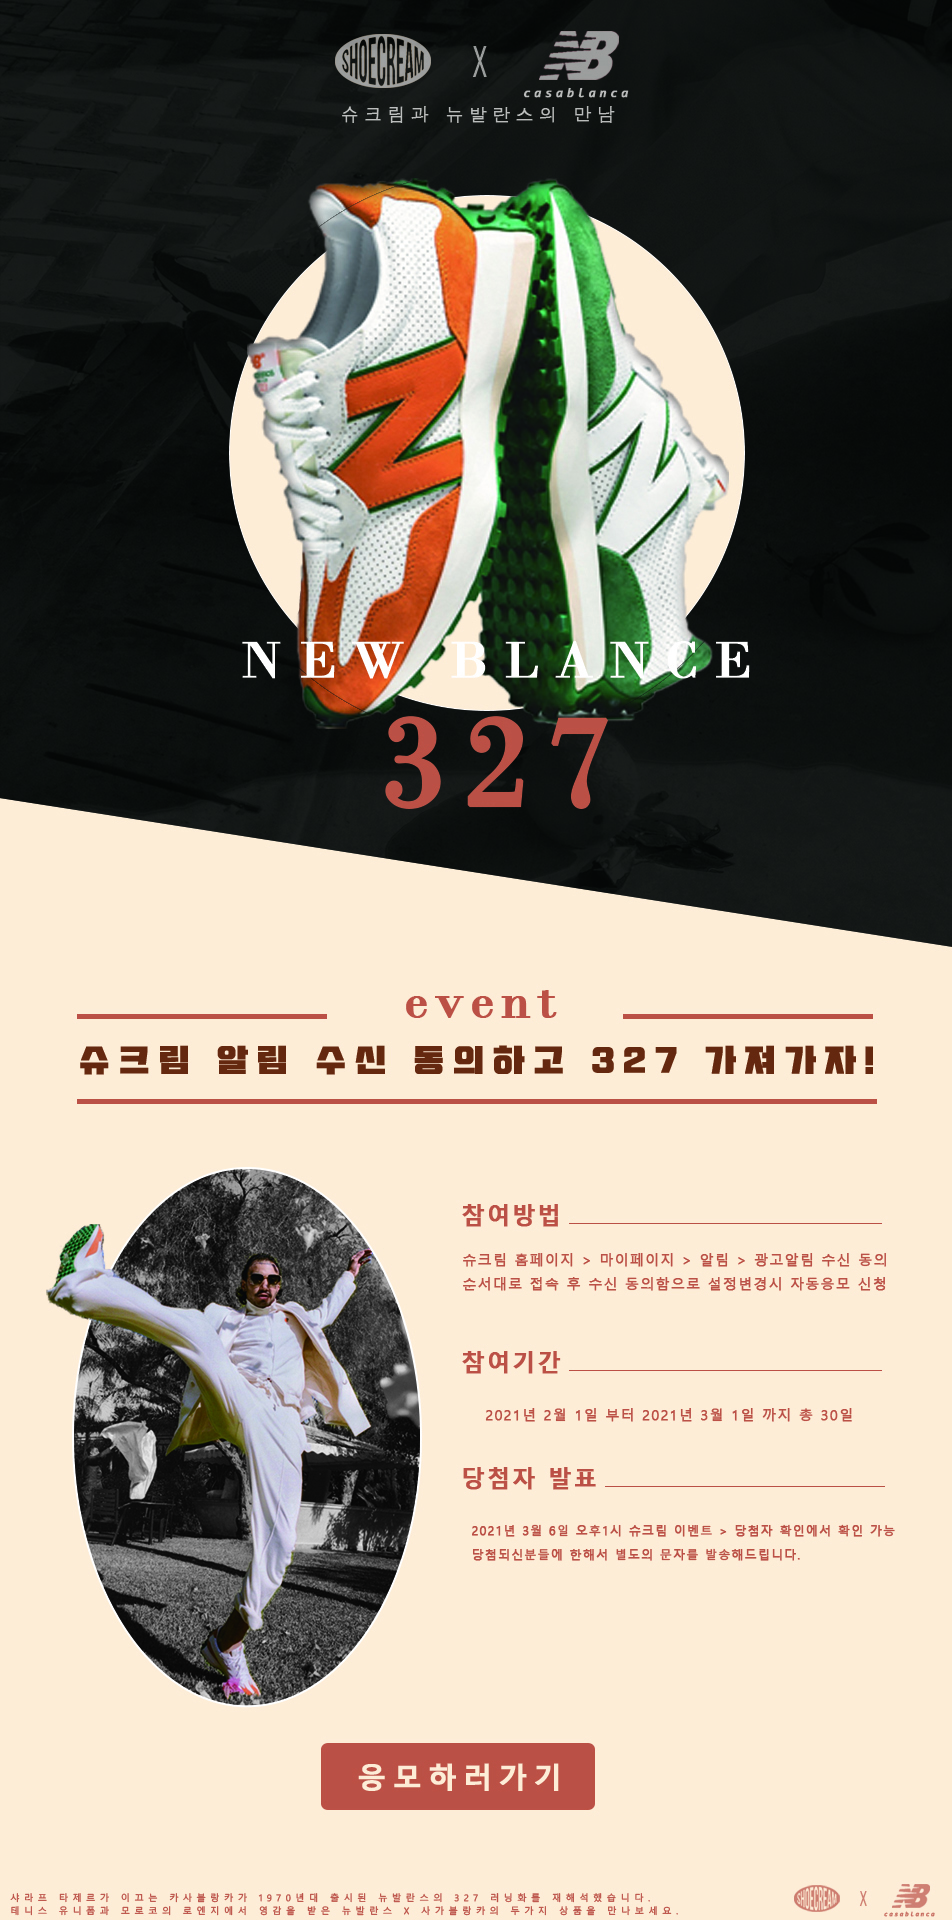 SHOECREAM X NB
casablanca
슈크림과 뉴발란스의 만남
NEW BLANCE
327
event
슈크림 알림 수신 동의하고 327 가져가자!
참여방법
슈크림 홈페이지 > 마이페이지 > 알림 > 광고알림 수신 동의
순서대로 접속 후 수신 동의함으로 설정변경시 자동응모 신청
참여기간
2021년 2월 1일 부터 2021년 3월 1일 까지 총 30일
당첨자 발표
2021년 3월 6일 오후1시 슈크림 이벤트 > 당첨자 확인에서 확인 가능
당첨되신분들에 한해서 별도의 문자를 발송해드립니다.
응모하러가기
샤라프 타제르가 이끄는 카사블랑카가 1970년대 출시된 뉴발란스의 327 러닝화를 재해석했습니다.
테니스 유니폼과 모로코의 로엔지에서 영감을 받은 뉴발란스 X 사가블랑카의 두가지 상품을 만나보세요.
SHOECREAM X NB
casablanca